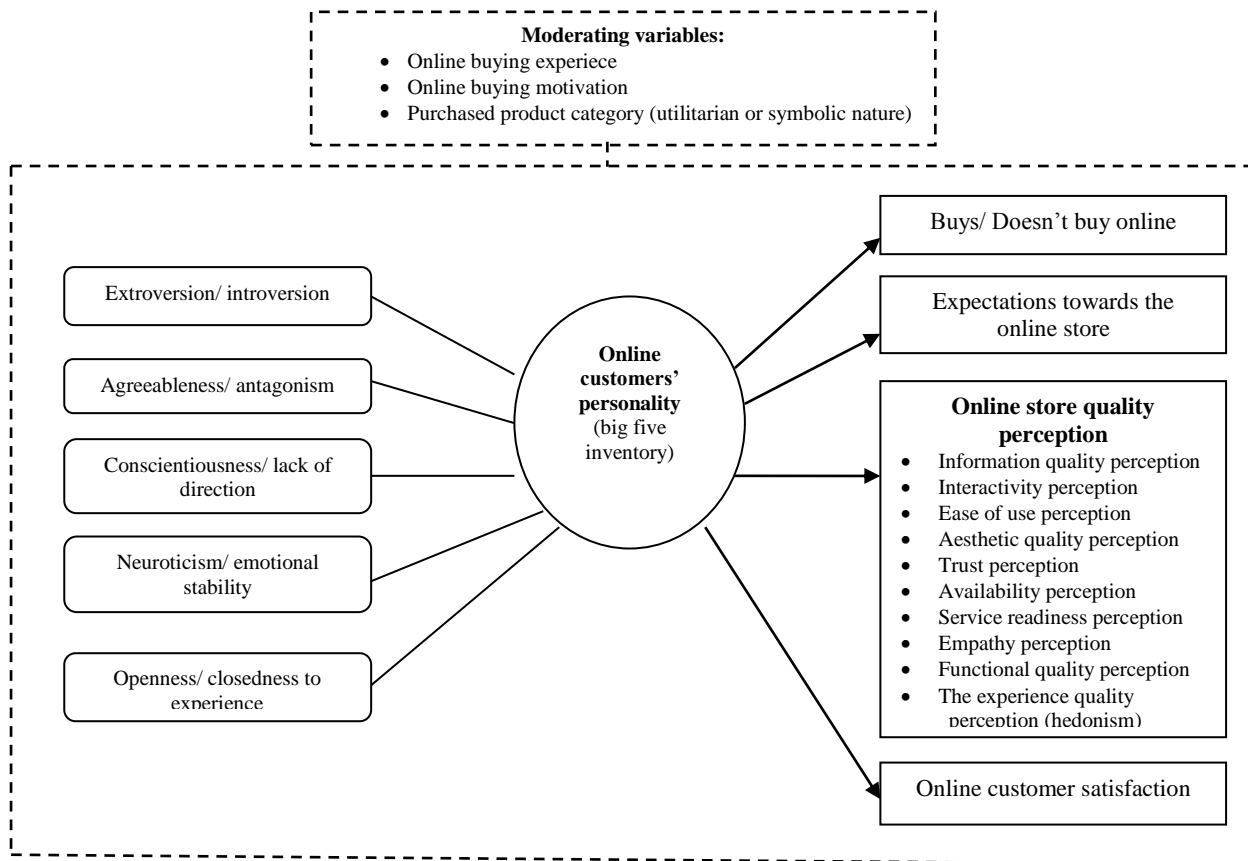 Moderating variables:
• Online buying experiece
• Online buying motivation
• Purchased product category (utilitarian or symbolic nature)
Extroversion/ introversion
Agreeableness/ antagonism
Conscientiousness/ lack of
direction
Neuroticism/ emotional
stability
Openness/ closedness to
experience
Online
customers’
personality
(big five
inventory)
Buys/ Doesn’t buy online
Expectations towards the
online store
Online store quality
perception
• Information quality perception
• Interactivity perception
• Ease of use perception
• Aesthetic quality perception
• Trust perception
• Availability perception
• Service readiness perception
• Empathy perception
• Functional quality perception
• The experience quality
perception (hedonism)
Online customer satisfaction